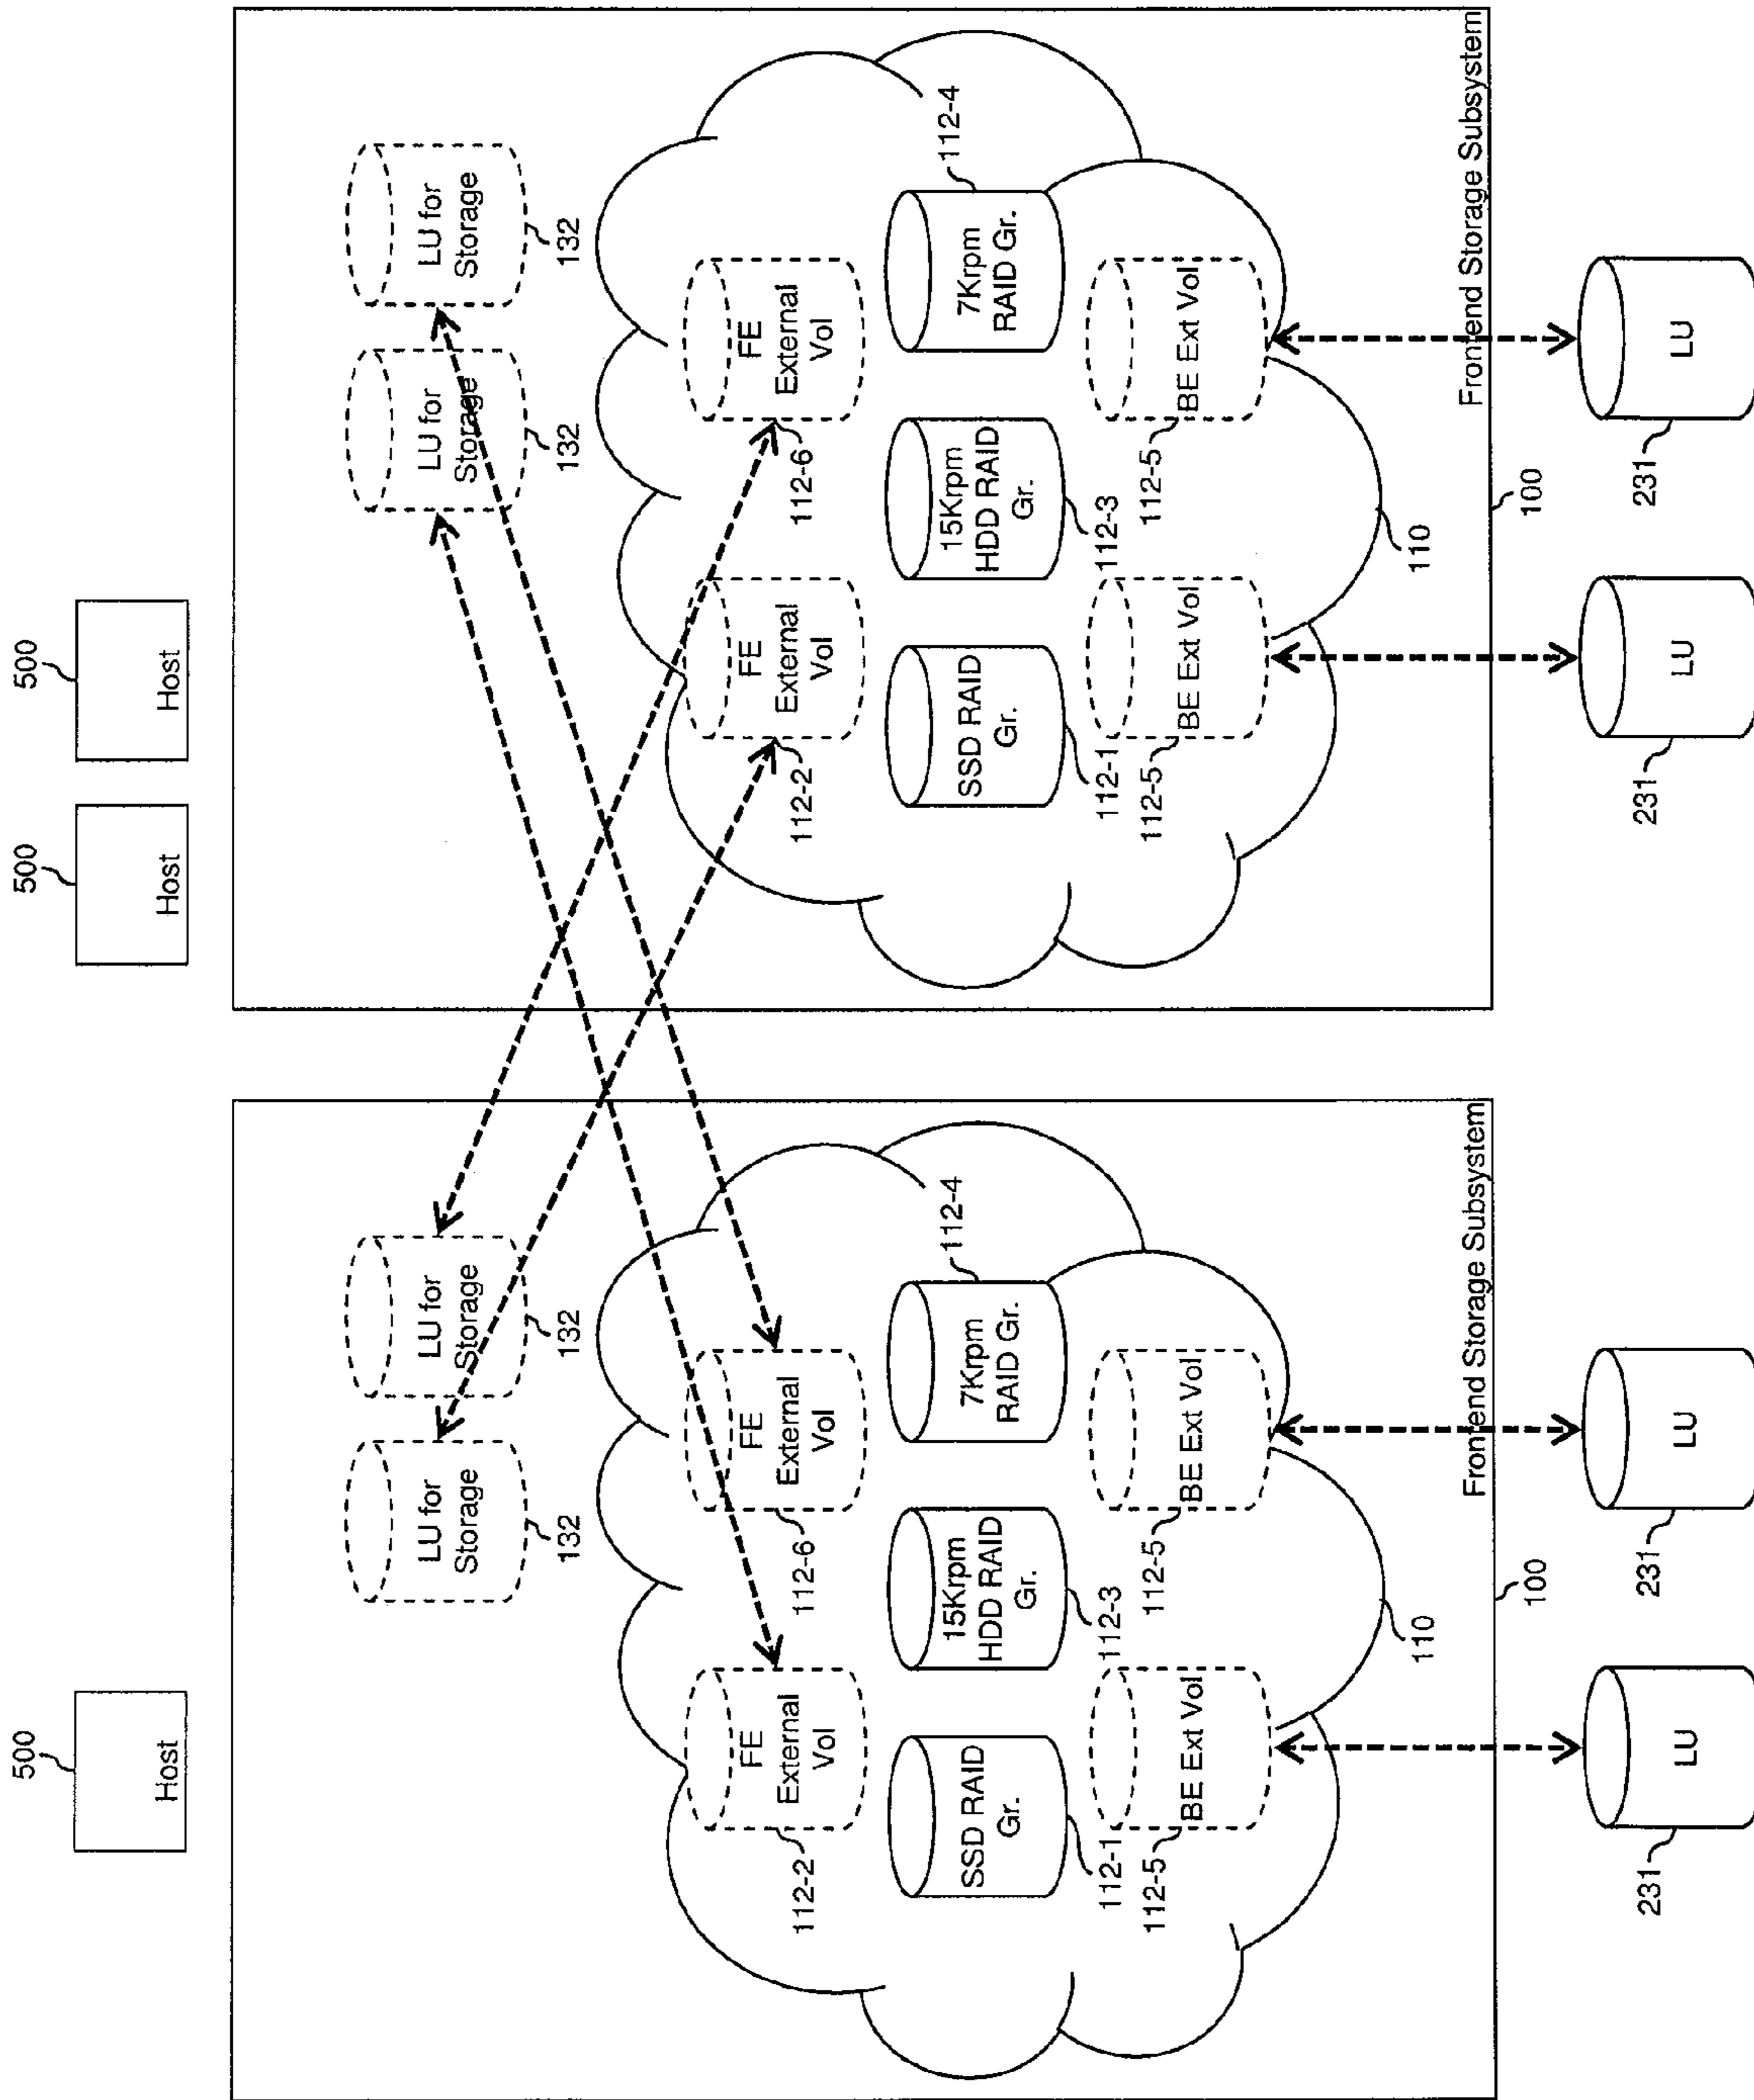 500
Host
500
Host
500
Host
LU for
Storage
132
LU for
Storage
132
FE
External
Vol
112-2
FE
External
Vol
112-6
SSD RAID
Gr.
112-1
15Krpm
HDD RAID
Gr.
112-3
7Krpm
RAID Gr.
112-4
BE Ext Vol
112-5
BE Ext Vol
112-5
110
Frontend Storage Subsystem
100
LU
231
LU
231
LU for
Storage
132
LU for
Storage
132
FE
External
Vol
112-2
FE
External
Vol
112-6
SSD RAID
Gr.
112-1
15Krpm
HDD RAID
Gr.
112-3
7Krpm
RAID Gr.
112-4
BE Ext Vol
112-5
BE Ext Vol
112-5
110
Frontend Storage Subsystem
100
LU
231
LU
231